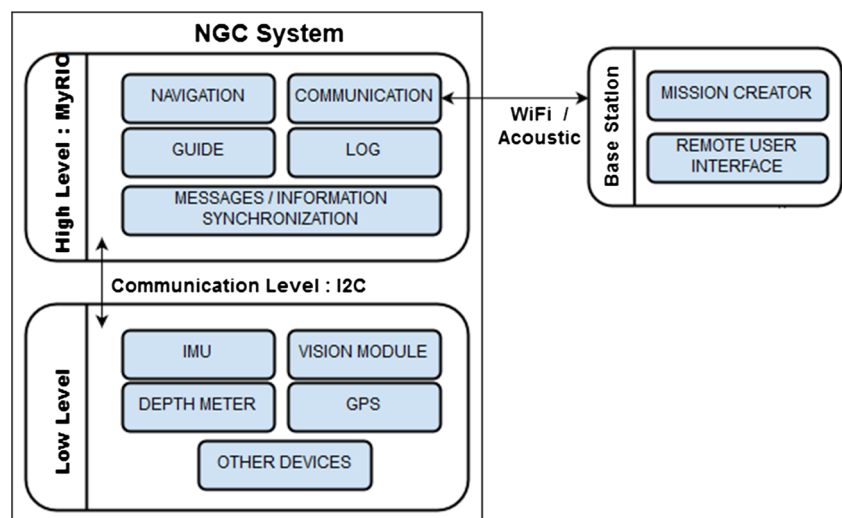 NGC System
High Level : MyRIO
NAVIGATION
COMMUNICATION
GUIDE
LOG
MESSAGES / INFORMATION
SYNCHRONIZATION
WiFi /
Acoustic
Base Station
MISSION CREATOR
REMOTE USER
INTERFACE
Communication Level : I2C
Low Level
IMU
VISION MODULE
DEPTH METER
GPS
OTHER DEVICES